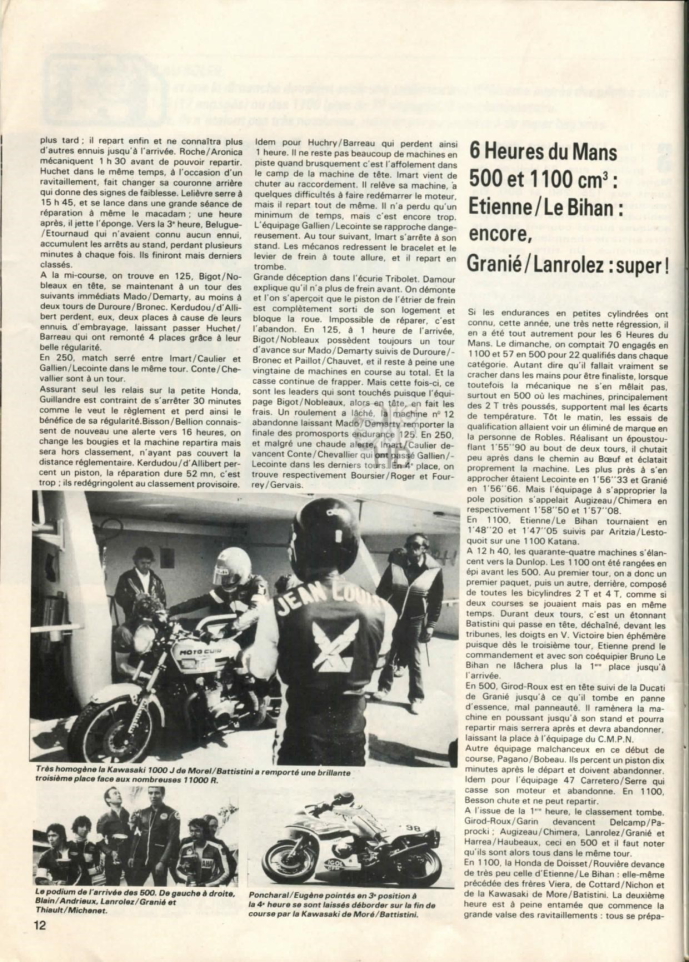 plus tard ; il repart enfin et ne connaîtra plus
d'autres ennuis jusqu'à l'arrivée. Roche/Aronica
mécaniquent 1 h 30 avant de pouvoir repartir.
Huchet dans le même temps, à l'occasion d'un
ravitaillement, fait changer sa couronne arrière
qui donne des signes de faiblesse. Lelièvre serre à
15 h 45, et se lance dans une grande séance de
réparation à même le macadam ; une heure
après, il jette l'éponge. Vers la 3e heure, Belugue-
/Etournaud qui n'avaient connu aucun ennui,
accumulent les arrêts au stand, perdant plusieurs
minutes à chaque fois. Ils finiront mais derniers
classés.
A la mi-course, on trouve en 125, Bigot/No-
bleaux en tête, se maintenant à un tour des
suivants immédiats Mado/Demarty, au moins à
deux tours de Duroure/Bronec. Kerdudou/d'Alli-
bert perdent, eux, deux places à cause de leurs
ennuis, d'embrayage, laissant passer Huchet/
Barreau qui ont remonté 4 places grâce à leur
belle régularité.
En 250, match serré entre Imart/Caulier et
Gallien/Lecointe dans le même tour. Conte/Che-
vallier sont à un tour.
Assurant seul les relais sur la petite Honda,
Guillandre est contraint de s'arrêter 30 minutes
comme le veut le règlement et perd ainsi le
bénéfice de sa régularité.Bisson/Bellion connais-
sent de nouveau une alerte vers 16 heures, on
change les bougies et la machine repartira mais
sera hors classement, n'ayant pas couvert la
distance réglementaire. Kerdudou/d'Allibert per-
cent un piston, la réparation dure 52 mn, c'est
trop ; ils redégringolent au classement provisoire.
Idem pour Huchry/Barreau qui perdent ainsi
1 heure. Il ne reste pas beaucoup de machines en
piste quand brusquement c'est l'affolement dans
le camp de la machine de tête. Imart vient de
chuter au raccordement. Il relève sa machine, a
quelques difficultés à faire redémarrer le moteur,
mais il repart tout de même. Il n'a perdu qu'un
minimum de temps, mais c'est encore trop.
L'équipage Gallien/Lecointe se rapproche dange-
reusement. Au tour suivant, Imart s'arrête à son
stand. Les mécanos redressent le bracelet et le
levier de frein à toute allure, et il repart en
trombe.
Grande déception dans l'écurie Tribolet. Damour
explique qu'il n'a plus de frein avant. On démonte
et l'on s'aperçoit que le piston de l'étrier de frein
est complètement sorti de son logement et
bloque la roue. Impossible de réparer, c'est
l'abandon. En 125, à 1 heure de l'arrivée,
Bigot/Nobleaux possèdent toujours un tour
d'avance sur Mado/Demarty suivis de Duroure/-
Bronec et Paillot/Chauvet, et il reste à peine une
vingtaine de machines en course au total. Et la
casse continue de frapper. Mais cette fois-ci, ce
sont les leaders qui sont touchés puisque l'équi-
page Bigot/Nobleaux, alors en tête, en fait les
frais. Un roulement a lâché, la machine n° 12
abandonne laissant Mado/Demarty remporter la
finale des promosports endurance 125. En 250,
et malgré une chaude alerte, Imart/Caulier de-
vancent Conte/Chevallier qui ont passé Gallien/-
Lecointe dans les derniers tours. En 4e place, on
trouve respectivement Boursier/Roger et Four-
rey/Gervais.
6 Heures du Mans
500 et 1100 cm³ :
Etienne/Le Bihan :
encore,
Granié/Lanrolez : super !
Si les endurances en petites cylindrées ont
connu, cette année, une très nette régression, il
en a été tout autrement pour les 6 Heures du
Mans. Le dimanche, on comptait 70 engagés en
1100 et 57 en 500 pour 22 qualifiés dans chaque
catégorie. Autant dire qu'il fallait vraiment se
cracher dans les mains pour être finaliste, lorsque
toutefois la mécanique ne s'en mêlait pas,
surtout en 500 où les machines, principalement
des 2 T très poussés, supportent mal les écarts
de température. Tôt le matin, les essais de
qualification allaient voir un éliminé de marque en
la personne de Robles. Réalisant un époustou-
flant 1'55"90 au bout de deux tours, il chutait
peu après dans le chemin au Bœuf et éclatait
proprement la machine. Les plus près à s'en
approcher étaient Lecointe en 1'56"33 et Granié
en 1'56"66. Mais l'équipage à s'approprier la
pole position s'appelait Augizeau/Chimera en
respectivement 1'58"50 et 1'57"08.
En 1100, Etienne/Le Bihan tournaient en
1'48"20 et 1'47"05 suivis par Aritzia/Lesto-
quoit sur une 1100 Katana.
A 12 h 40, les quarante-quatre machines s'élan-
cent vers la Dunlop. Les 1100 ont été rangées en
épi avant les 500. Au premier tour, on a donc un
premier paquet, puis un autre, derrière, composé
de toutes les bicylindres 2 T et 4 T, comme si
deux courses se jouaient mais pas en même
temps. Durant deux tours, c'est un étonnant
Batistini qui passe en tête, déchaîné, devant les
tribunes, les doigts en V. Victoire bien éphémère
puisque dès le troisième tour, Etienne prend le
commandement et avec son coéquipier Bruno Le
Bihan ne lâchera plus la 1ère place jusqu'à
l'arrivée.
En 500, Girod-Roux est en tête suivi de la Ducati
de Granié jusqu'à ce qu'il tombe en panne
d'essence, mal panneauté. Il ramènera la ma-
chine en poussant jusqu'à son stand et pourra
repartir mais serrera après et devra abandonner,
laissant la place à l'équipage du C.M.P.N.
Autre équipage malchanceux en ce début de
course, Pagano/Bobeau. Ils percent un piston dix
minutes après le départ et doivent abandonner.
Idem pour l'équipage 47 Carretero/Serre qui
casse son moteur et abandonne. En 1100,
Besson chute et ne peut repartir.
A l'issue de la 1ère heure, le classement tombe.
Girod-Roux/Garin devancent Delcamp/Pa-
procki ; Augizeau/Chimera, Lanrolez/Granié et
Harrea/Haubeaux, ceci en 500 et il faut noter
qu'ils sont alors tous dans le même tour.
En 1100, la Honda de Doisset/Rouvière devance
de très peu celle d'Etienne/Le Bihan ; elle-même
précédée des frères Viera, de Cottard/Nichon et
de la Kawasaki de More/Batistini. La deuxième
heure est à peine entamée que commence la
grande valse des ravitaillements : tous se prépa-
JEAN COU
MOTO CLUB
Très homogène la Kawasaki 1000 J de Morel/Battistini a remporté une brillante
troisième place face aux nombreuses 11000 R.
98
Le podium de l'arrivée des 500. De gauche à droite,
Blain/Andrieux, Lanrolez/Granié et
Thiault/Michenet.
Poncharal/Eugène pointés en 3e position à
la 4e heure se sont laissés déborder sur la fin de
course par la Kawasaki de Moré/Battistini.
12